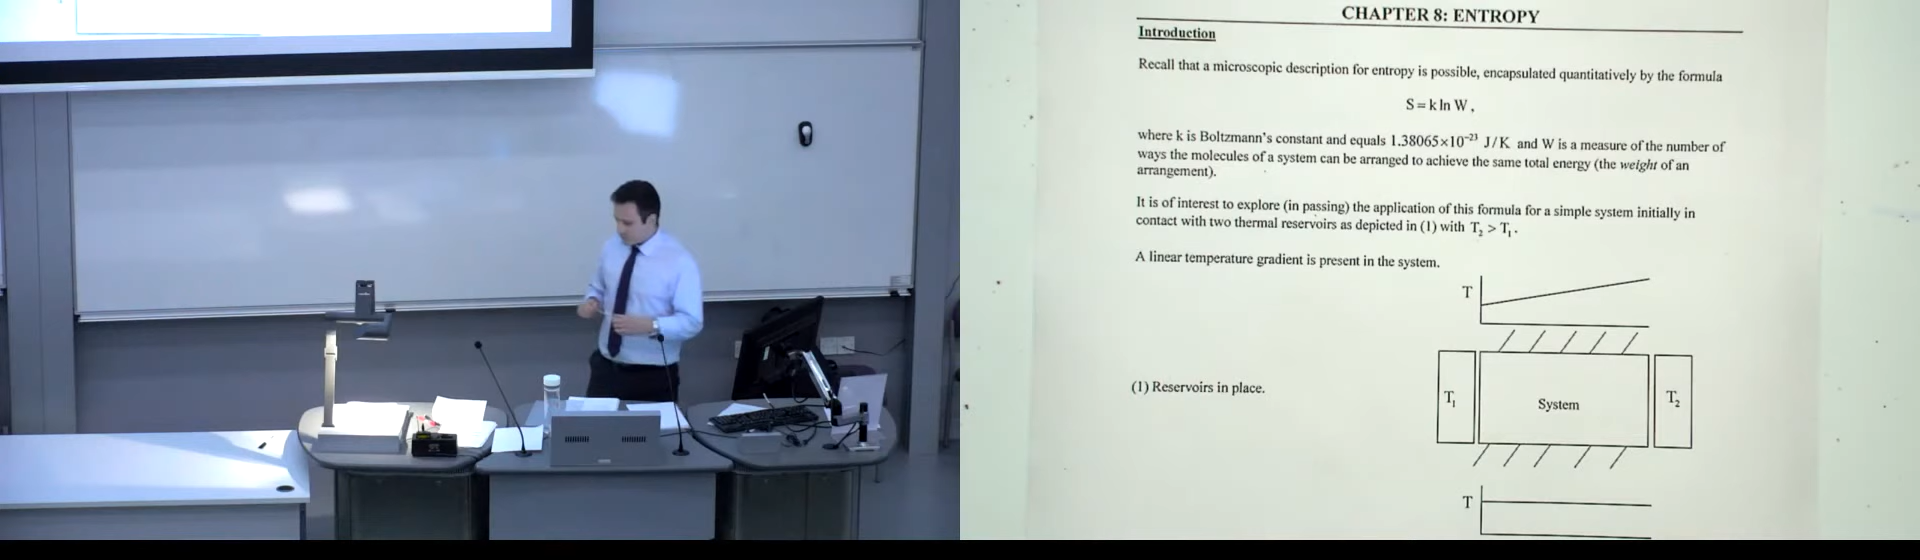 CHAPTER 8: ENTROPY
Introduction
Recall that a microscopic description for entropy is possible, encapsulated quantitatively by the formula
S = k ln W ,
where k is Boltzmann's constant and equals 1.38065×10⁻²³ J/K and W is a measure of the number of
ways the molecules of a system can be arranged to achieve the same total energy (the weight of an
arrangement).
It is of interest to explore (in passing) the application of this formula for a simple system initially in
contact with two thermal reservoirs as depicted in (1) with T₂ > T₁ .
A linear temperature gradient is present in the system.
T
(1) Reservoirs in place.
T₁
System
T₂
T